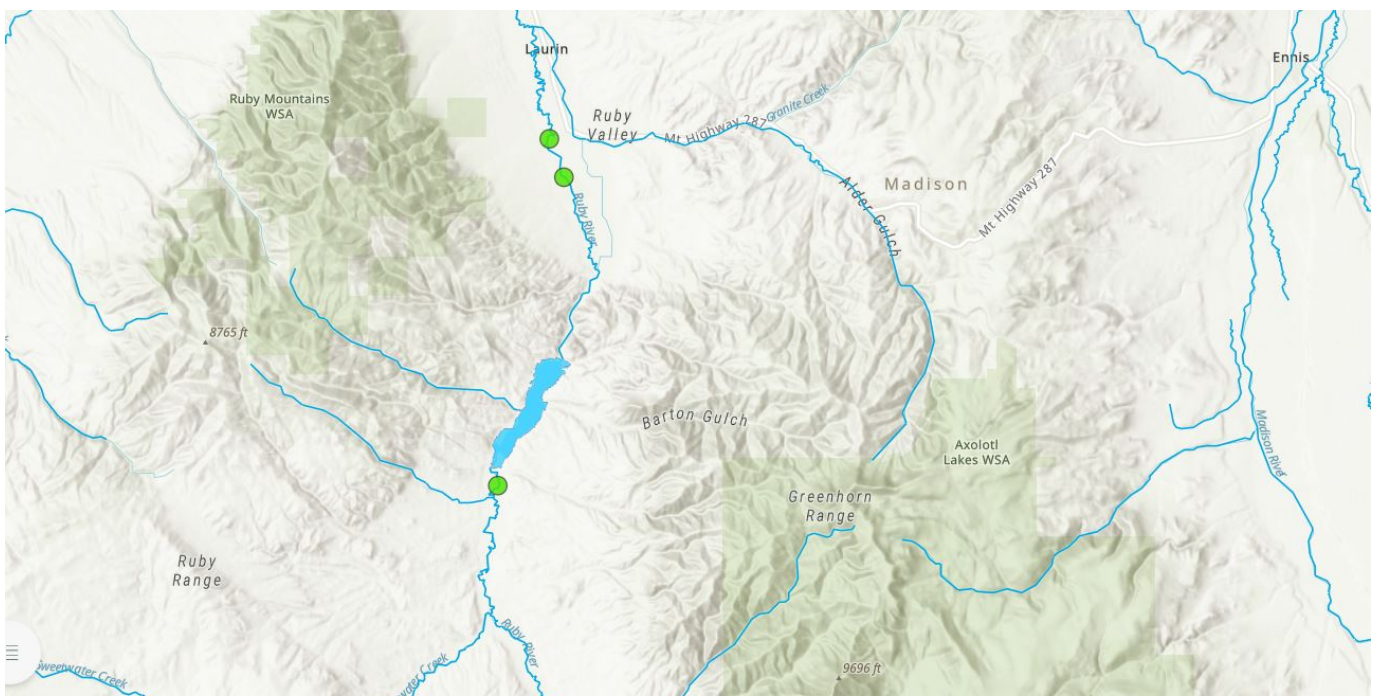 Laurin
Ennis
Ruby Mountains
WSA
Ruby
Valley
Mt Highway 287
Granite Creek
Madison
Alder Gulch
Mt Highway 287
Ruby River
8765 ft
Barton Gulch
Axolotl
Lakes WSA
Madison River
Greenhorn
Range
Ruby
Range
Ruby River
Sweetwater Creek
water Creek
9696 ft